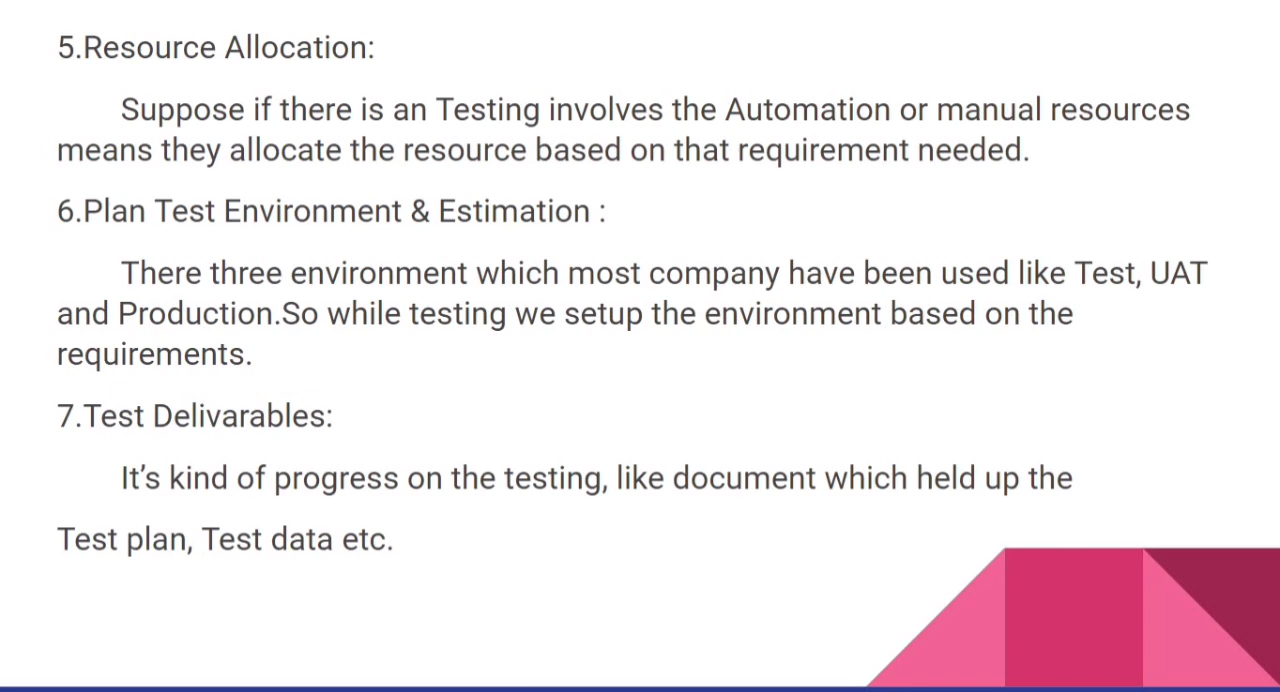 5.Resource Allocation:
Suppose if there is an Testing involves the Automation or manual resources
means they allocate the resource based on that requirement needed.
6.Plan Test Environment & Estimation :
There three environment which most company have been used like Test, UAT
and Production.So while testing we setup the environment based on the
requirements.
7.Test Delivarables:
It’s kind of progress on the testing, like document which held up the
Test plan, Test data etc.